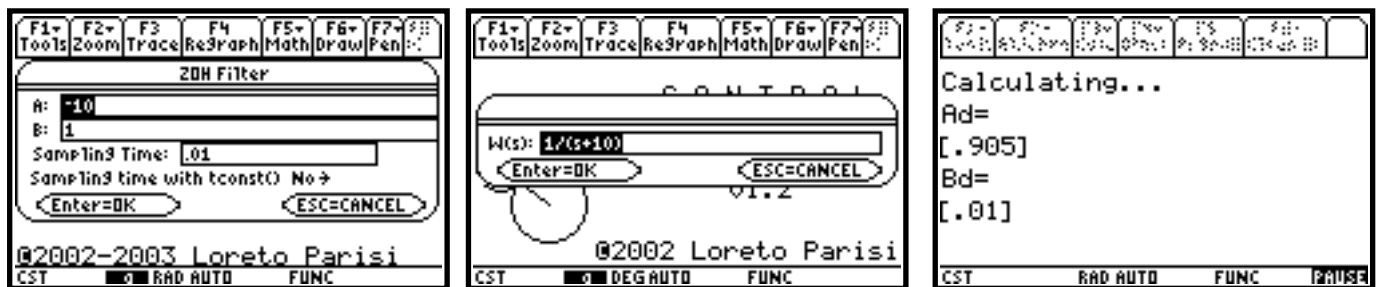 F1 F2 F3 F4 F5 F6 F7
Tools Zoom Trace ReGraph Math Draw Pen
ZOH Filter
A: -10
B: 1
Sampling Time: .01
Sampling time with tconst() No→
Enter=OK ESC=CANCEL
©2002-2003 Loreto Parisi
CST RAD AUTO FUNC
F1 F2 F3 F4 F5 F6 F7
Tools Zoom Trace ReGraph Math Draw Pen
C O N T R O L
W(s): 1/(s+10)
Enter=OK ESC=CANCEL
v1.2
©2002 Loreto Parisi
CST DEG AUTO FUNC
Calculating...
Ad=
[.905]
Bd=
[.01]
CST RAD AUTO FUNC PAUSE